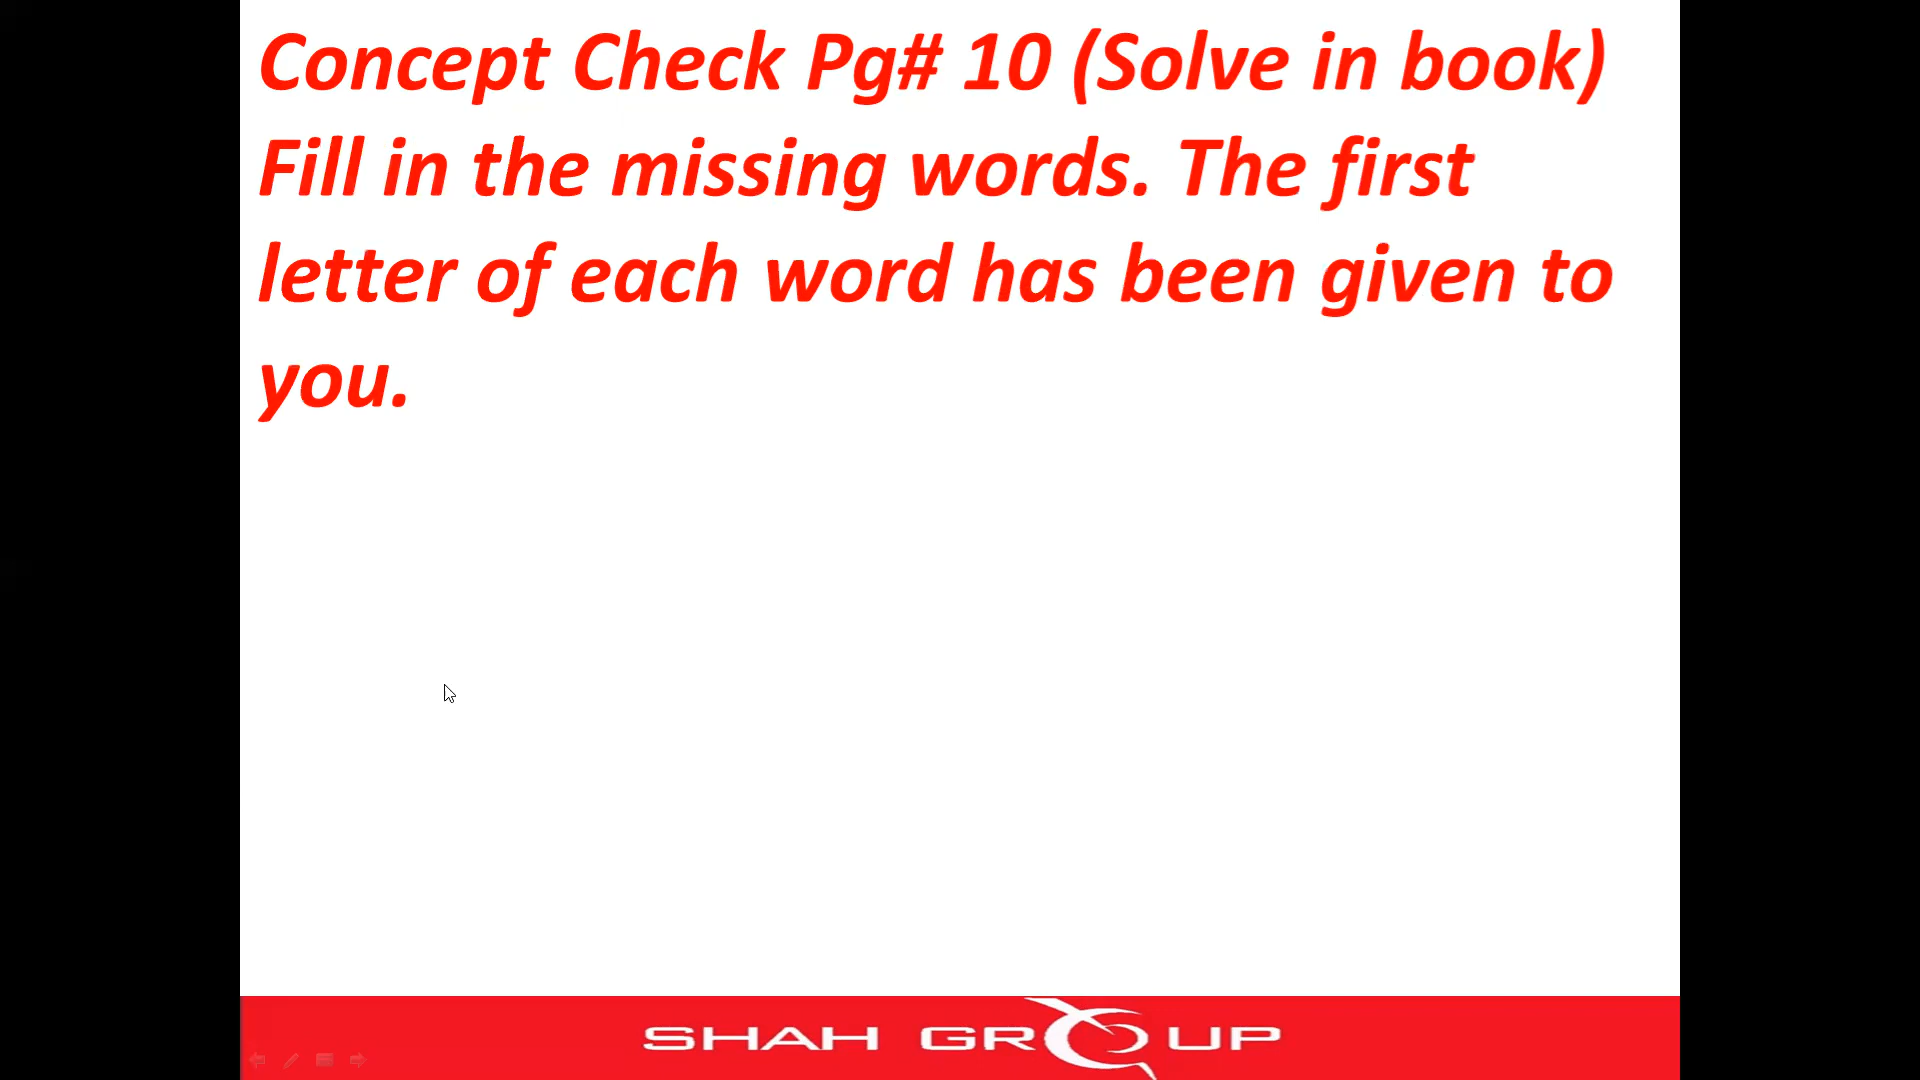 Concept Check Pg# 10 (Solve in book)
Fill in the missing words. The first
letter of each word has been given to
you.
SHAH GROUP